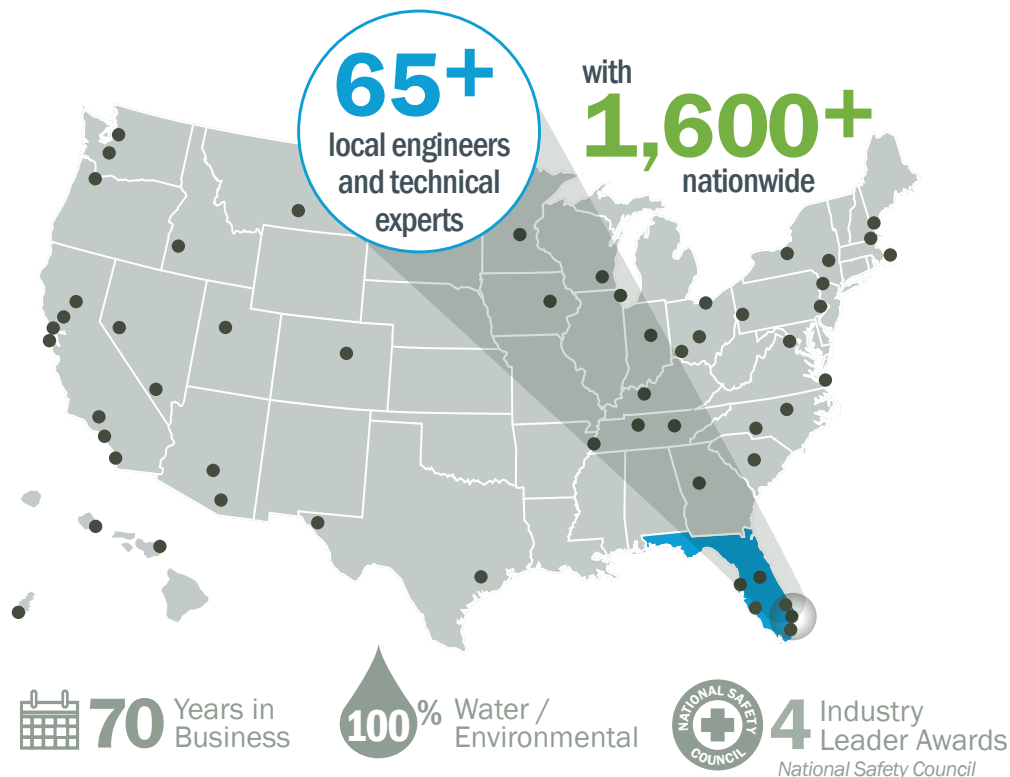 65+
local engineers
and technical
experts
with
1,600+
nationwide
70 Years in
Business
100% Water /
Environmental
NATIONAL SAFETY
COUNCIL
4 Industry
Leader Awards
National Safety Council